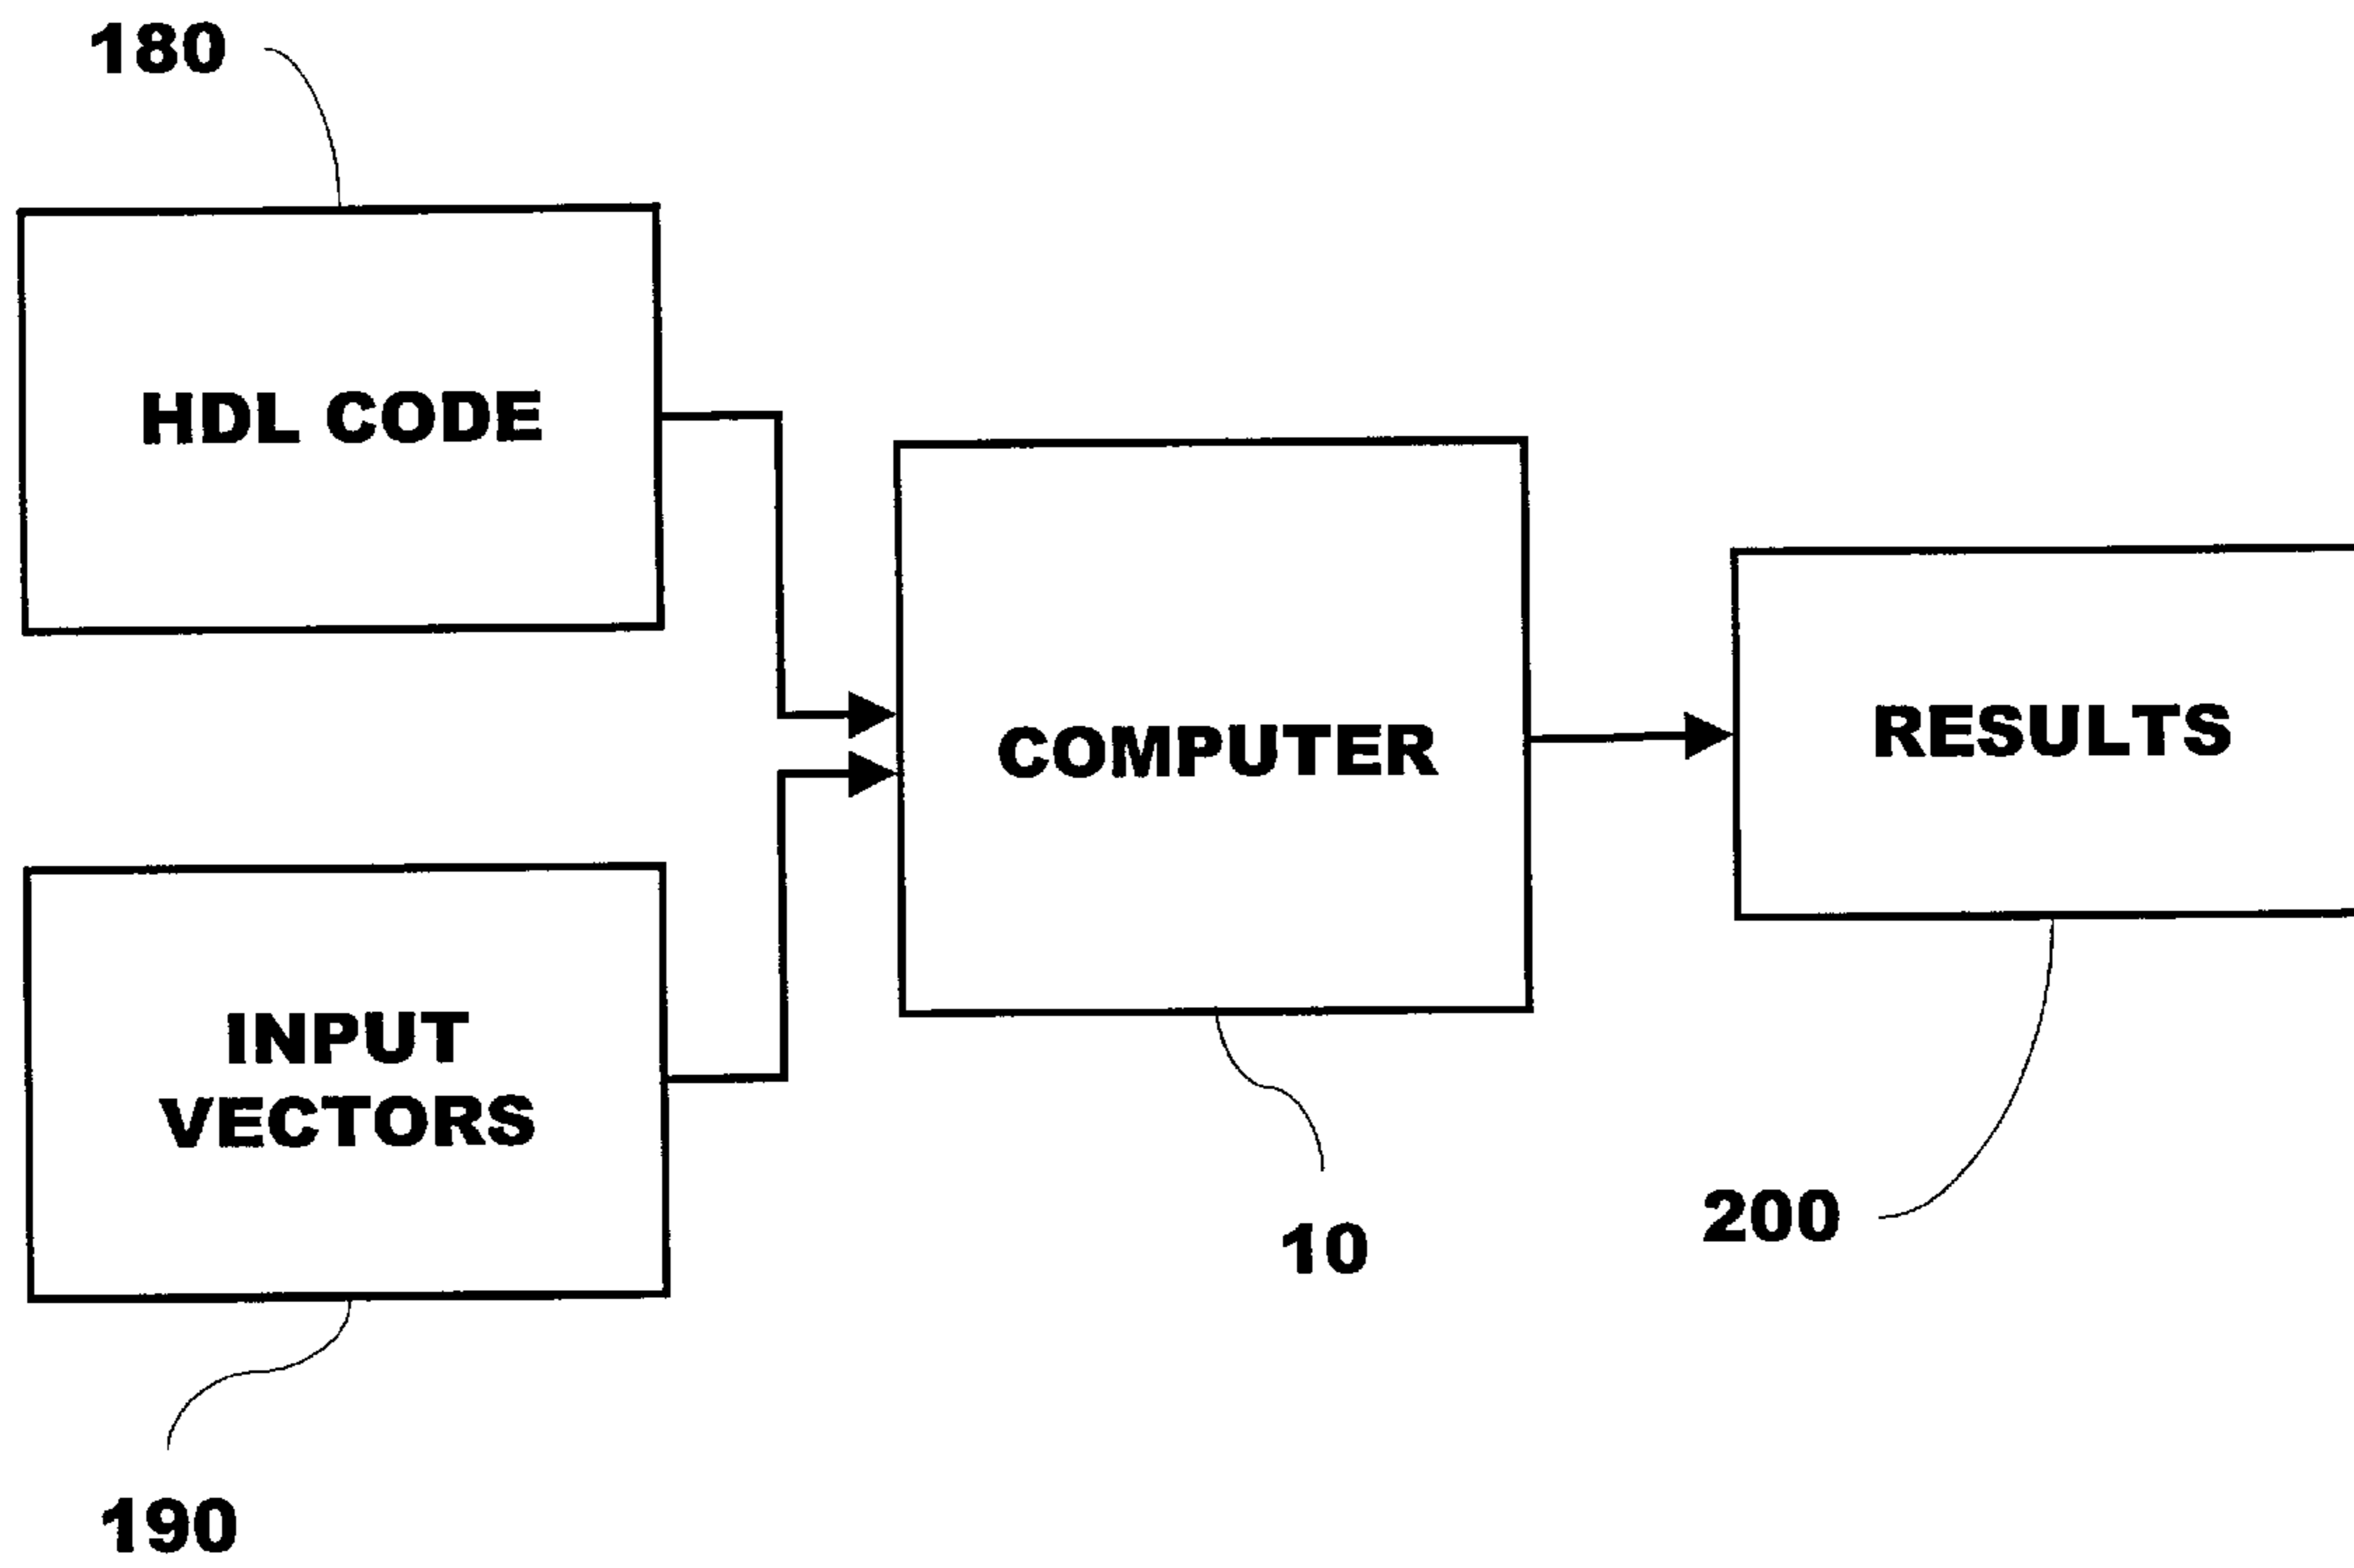 180
HDL CODE
COMPUTER
RESULTS
INPUT
VECTORS
200
10
190